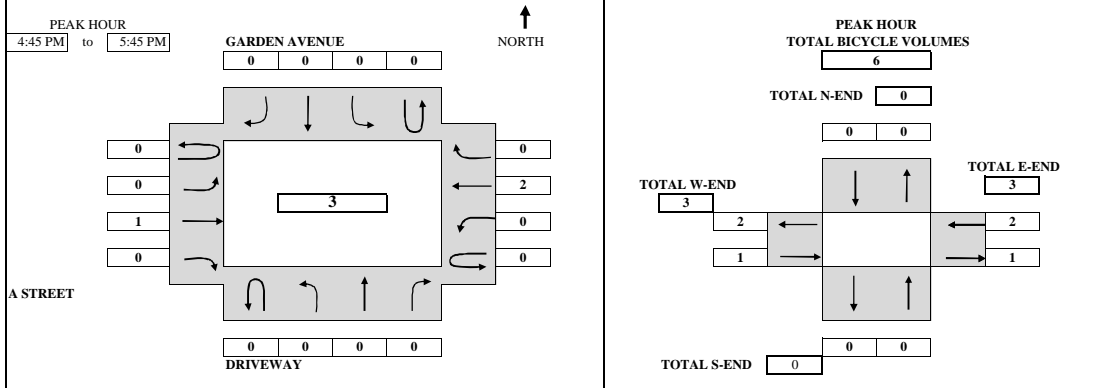 PEAK HOUR
4:45 PM to 5:45 PM
GARDEN AVENUE
NORTH
0 0 0 0
0
0
1
0
3
0
2
0
0
A STREET
0 0 0 0
DRIVEWAY
PEAK HOUR
TOTAL BICYCLE VOLUMES
6
TOTAL N-END 0
0 0
TOTAL W-END
3
TOTAL E-END
3
2 2
1 1
0 0
TOTAL S-END 0